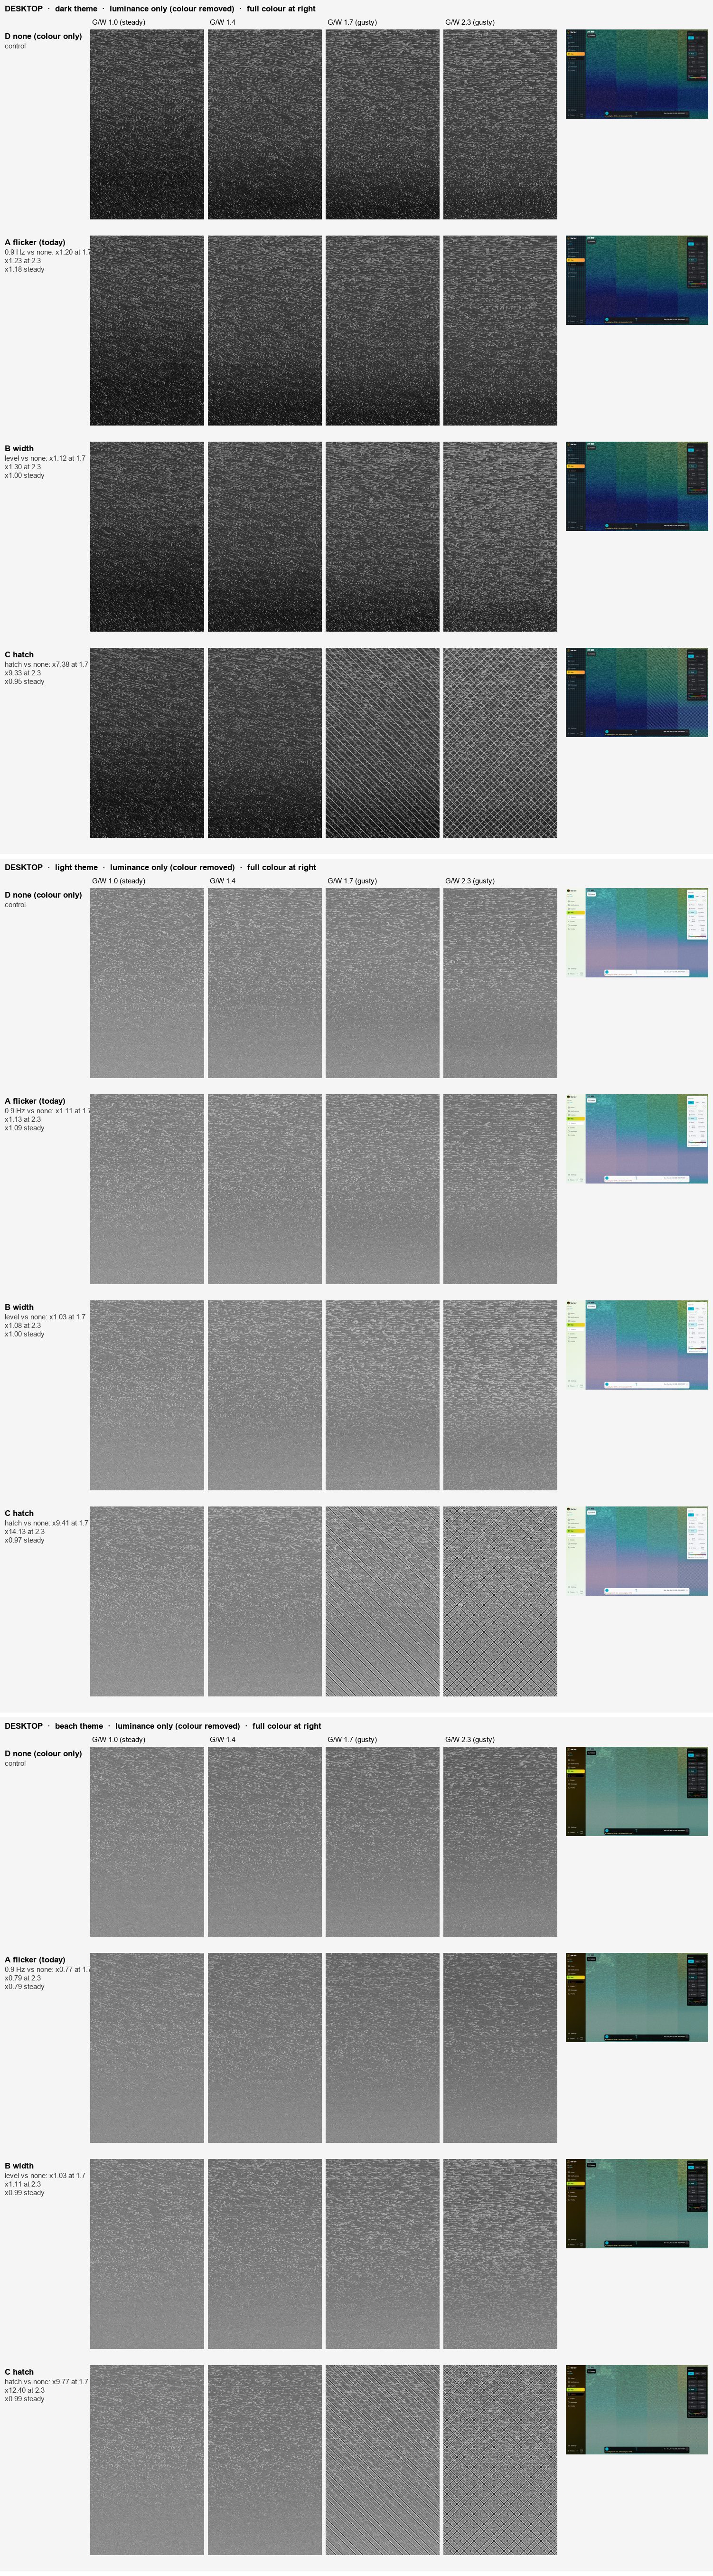 DESKTOP · dark theme · luminance only (colour removed) · full colour at right
G/W 1.0 (steady) G/W 1.4 G/W 1.7 (gusty) G/W 2.3 (gusty)
D none (colour only)
control
A flicker (today)
0.9 Hz vs none: x1.20 at 1.7
x1.23 at 2.3
x1.18 steady
B width
level vs none: x1.12 at 1.7
x1.30 at 2.3
x1.00 steady
C hatch
hatch vs none: x7.38 at 1.7
x9.33 at 2.3
x0.95 steady
DESKTOP · light theme · luminance only (colour removed) · full colour at right
G/W 1.0 (steady) G/W 1.4 G/W 1.7 (gusty) G/W 2.3 (gusty)
D none (colour only)
control
A flicker (today)
0.9 Hz vs none: x1.11 at 1.7
x1.13 at 2.3
x1.09 steady
B width
level vs none: x1.03 at 1.7
x1.08 at 2.3
x1.00 steady
C hatch
hatch vs none: x9.41 at 1.7
x14.13 at 2.3
x0.97 steady
DESKTOP · beach theme · luminance only (colour removed) · full colour at right
G/W 1.0 (steady) G/W 1.4 G/W 1.7 (gusty) G/W 2.3 (gusty)
D none (colour only)
control
A flicker (today)
0.9 Hz vs none: x0.77 at 1.7
x0.79 at 2.3
x0.79 steady
B width
level vs none: x1.03 at 1.7
x1.11 at 2.3
x0.99 steady
C hatch
hatch vs none: x9.77 at 1.7
x12.40 at 2.3
x0.99 steady